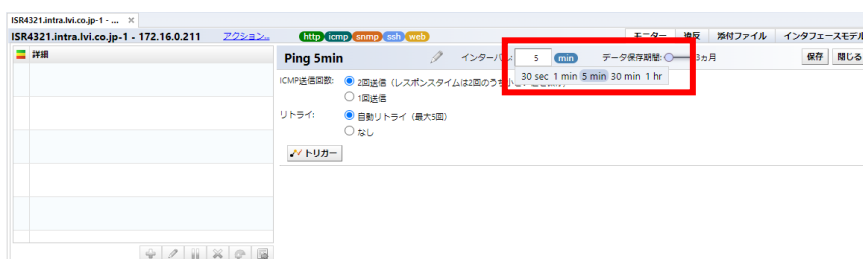 ISR4321.intra.lvi.co.jp-1 - ...
ISR4321.intra.lvi.co.jp-1 - 172.16.0.211 アクション... http icmp snmp ssh web モニター 違反 添付ファイル インタフェースモデ
詳細
Ping 5min インターバル: 5 min データ保存期間: 3ヵ月 保存 閉じる
30 sec 1 min 5 min 30 min 1 hr
ICMP送信回数: 2回送信（レスポンスタイムは2回のうち小
1回送信
リトライ: 自動リトライ（最大5回）
なし
トリガー